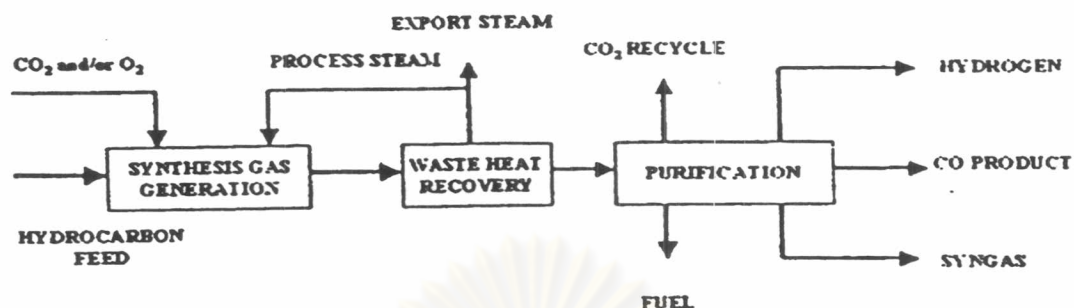 EXPORT STEAM
CO₂ and/or O₂
PROCESS STEAM
CO₂ RECYCLE
HYDROGEN
SYNTHESIS GAS
GENERATION
WASTE HEAT
RECOVERY
PURIFICATION
CO PRODUCT
HYDROCARBON
FEED
SYNGAS
FUEL